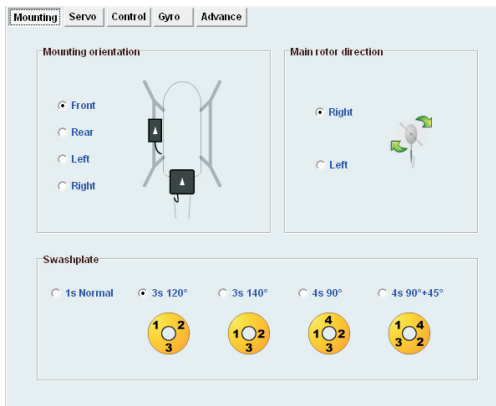 Mounting Servo Control Gyro Advance
Mounting orientation
Front
Rear
Left
Right
Main rotor direction
Right
Left
Swashplate
1s Normal 3s 120° 3s 140° 4s 90° 4s 90°+45°
1 2
3
1 2
3
4
1 2
3
1 4
3 2